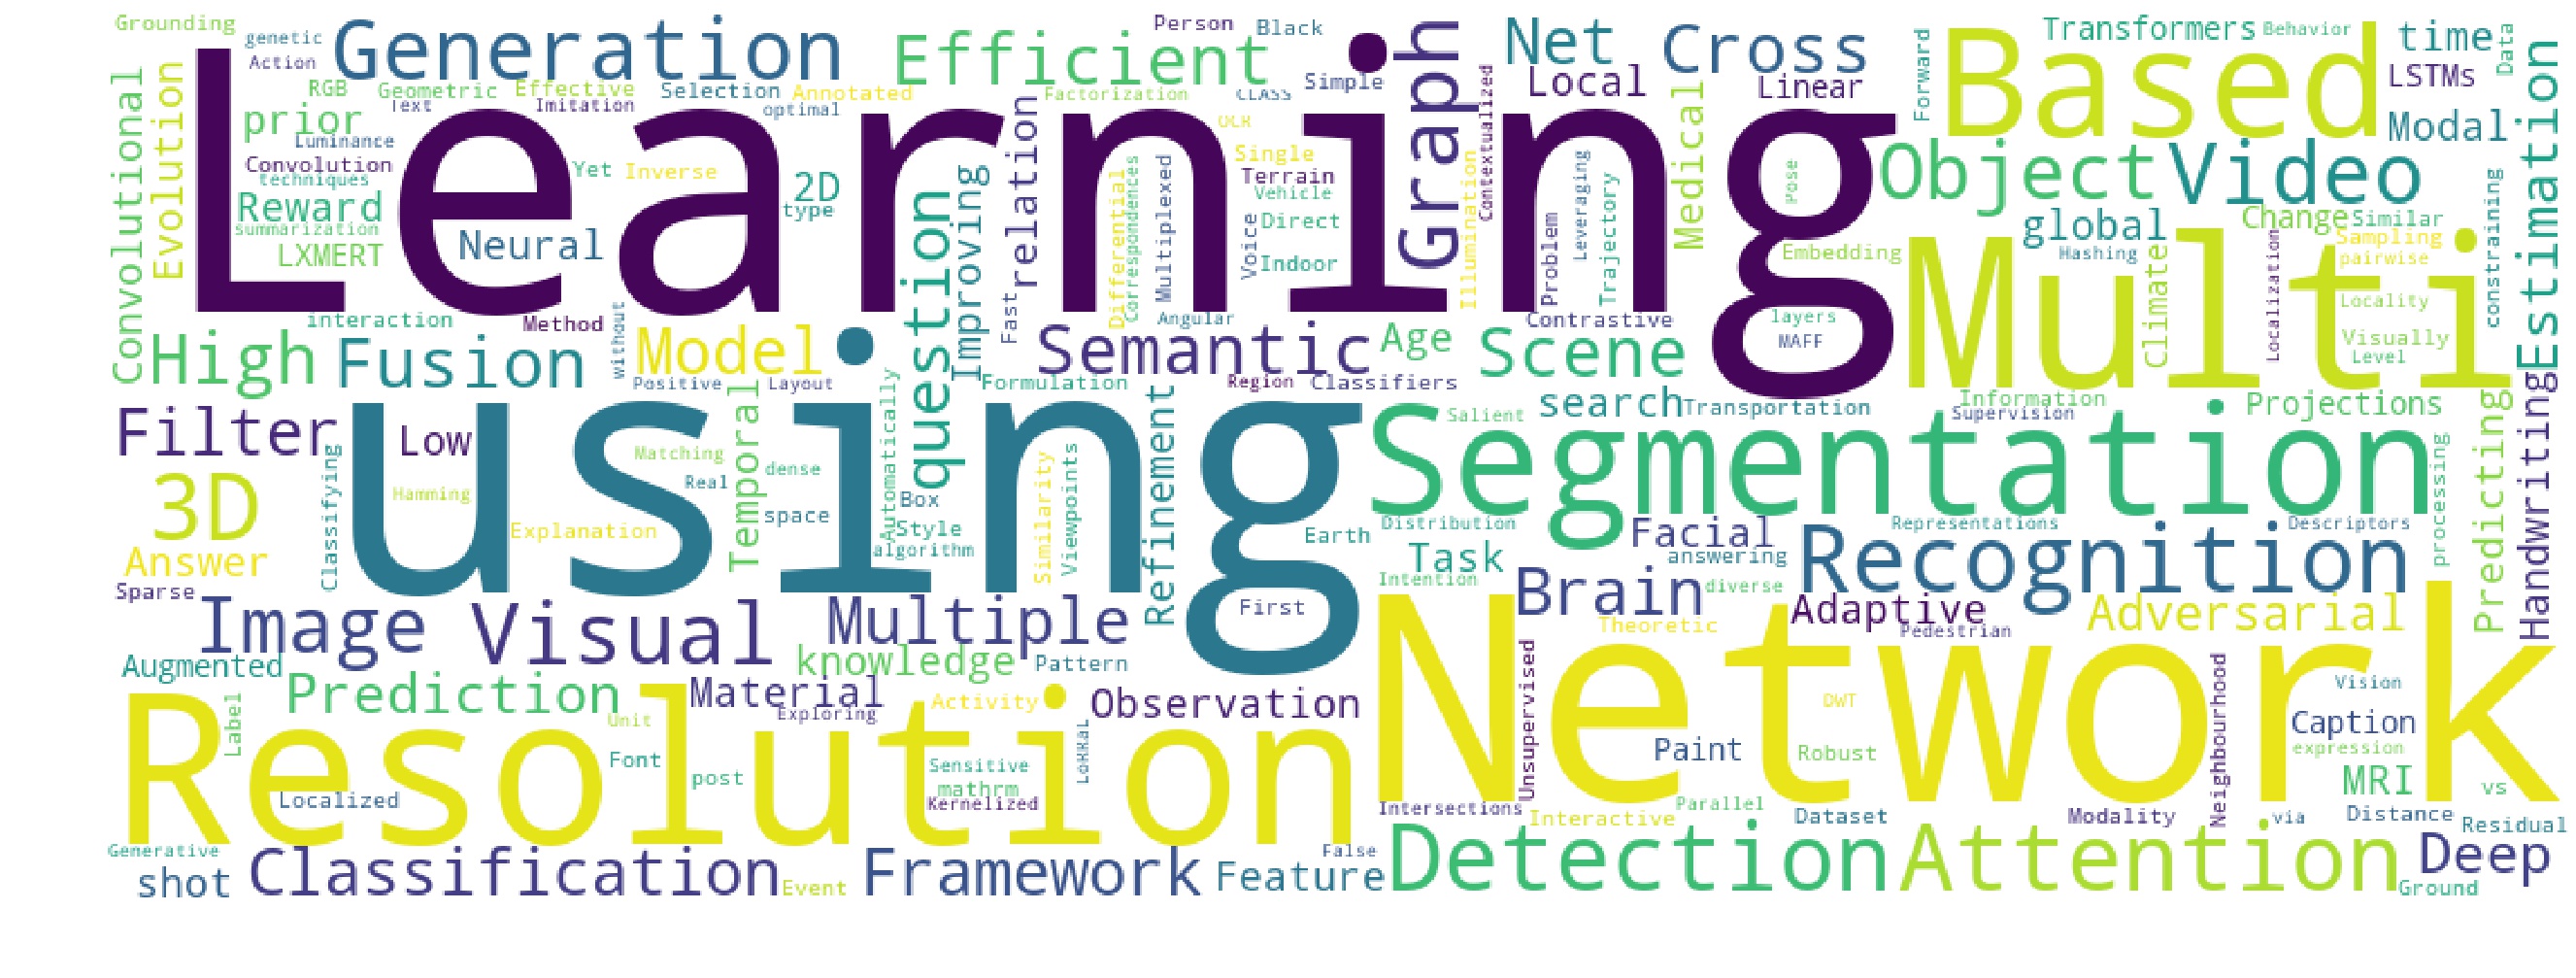 Grounding
genetic
Generation
Efficient
Person
Black
Graph
Net
Cross
Based
Transformers
Behavior
time
Data
Action
RGB
Geometric
Effective
Selection
Annotated
Text
Imitation
optimal
Factorization
CLASS
Simple
Local
Linear
Forward
LSTMs
Convolutional
Evolution
prior
Luminance
Learning
Convolution
techniques
Reward
summarization
LXMERT
Neural
Yet
Inverse
2D
type
question
Improving
relation
Fast
Differential
Correspondences
Multiplexed
OCR
Single
Terrain
Vehicle
Direct
Voice
Indoor
Illumination
Contextualized
Problem
Leveraging
Trajectory
Medical
Pose
Embedding
Object
Video
Modal
Estimation
global
Change
Similar
Hashing
Sampling
pairwise
Multi
Climate
Localization
Locality
Visually
Level
constraining
interaction
Method
without
Angular
Contrastive
layers
MAFF
High
Fusion
Model
Semantic
Age
Scene
Positive
Layout
Formulation
Region
Classifiers
search
Transportation
Information
Supervision
Projections
Predicting
Handwriting
Filter
Low
using
Temporal
Automatically
Refinement
Salient
Segmentation
Matching
Real
dense
space
Box
Style
algorithm
Similarity
Viewpoints
Classifying
Hamming
Explanation
3D
Answer
Earth
Distribution
Facial
Representations
Descriptors
processing
Task
answering
Recognition
Intention
Brain
diverse
Sparse
Image
Visual
Multiple
First
Network
Theoretic
Adaptive
Pedestrian
Adversarial
Augmented
knowledge
Pattern
Prediction
Material
Exploring
Activity
Observation
Unsupervised
Neighbourhood
DWT
Vision
Caption
expression
Label
Unit
Resolution
Font
post
Sensitive
mathrm
Kernelized
LoRRaL
Paint
Robust
MRI
vs
Localized
Intersections
Interactive
Parallel
Dataset
Modality
via
Distance
Residual
Generative
shot
Classification
Event
Framework
Feature
False
Detection
Attention
Deep
Ground